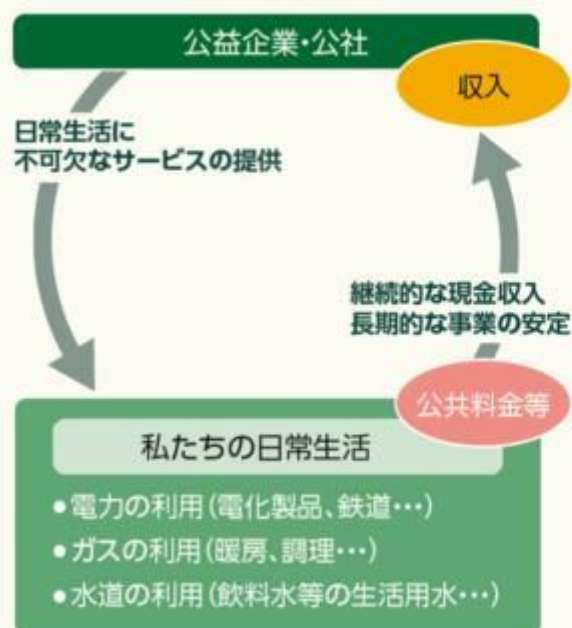 公益企業・公社
収入
日常生活に
不可欠なサービスの提供
継続的な現金収入
長期的な事業の安定
公共料金等
私たちの日常生活
●電力の利用(電化製品、鉄道・・・)
●ガスの利用(暖房、調理・・・)
●水道の利用(飲料水等の生活用水・・・)